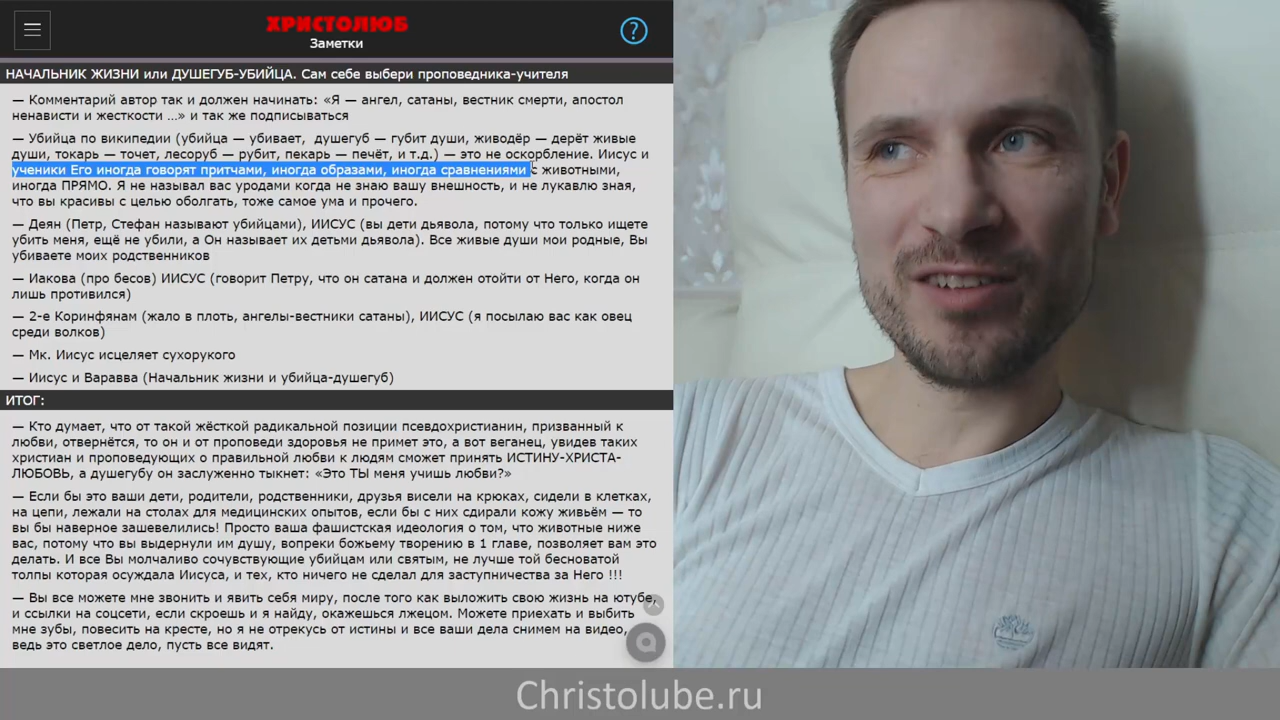 ХРИСТОЛЮБ
Заметки
?
НАЧАЛЬНИК ЖИЗНИ или ДУШЕГУБ-УБИЙЦА. Сам себе выбери проповедника-учителя
— Комментарий автор так и должен начинать: «Я — ангел, сатаны, вестник смерти, апостол
ненависти и жесткости ...» и так же подписываться
— Убийца по википедии (убийца — убивает, душегуб — губит души, живодёр — дерёт живые
души, токарь — точет, лесоруб — рубит, пекарь — печёт, и т.д.) — это не оскорбление. Иисус и
ученики Его иногда говорят притчами, иногда образами, иногда сравнениями с животными,
иногда ПРЯМО. Я не называл вас уродами когда не знаю вашу внешность, и не лукавлю зная,
что вы красивы с целью оболгать, тоже самое ума и прочего.
— Деян (Петр, Стефан называют убийцами), ИИСУС (вы дети дьявола, потому что только ищете
убить меня, ещё не убили, а Он называет их детьми дьявола). Все живые души мои родные, Вы
убиваете моих родственников
— Иакова (про бесов) ИИСУС (говорит Петру, что он сатана и должен отойти от Него, когда он
лишь противился)
— 2-е Коринфянам (жало в плоть, ангелы-вестники сатаны), ИИСУС (я посылаю вас как овец
среди волков)
— Мк. Иисус исцеляет сухорукого
— Иисус и Варавва (Начальник жизни и убийца-душегуб)
ИТОГ:
— Кто думает, что от такой жёсткой радикальной позиции псевдохристианин, призванный к
любви, отвернётся, то он и от проповеди здоровья не примет это, а вот веганец, увидев таких
христиан и проповедующих о правильной любви к людям сможет принять ИСТИНУ-ХРИСТА-
ЛЮБОВЬ, а душегубу он заслуженно тыкнет: «Это ТЫ меня учишь любви?»
— Если бы это ваши дети, родители, родственники, друзья висели на крюках, сидели в клетках,
на цепи, лежали на столах для медицинских опытов, если бы с них сдирали кожу живьём — то
вы бы наверное зашевелились! Просто ваша фашистская идеология о том, что животные ниже
вас, потому что вы выдернули им душу, вопреки божьему творению в 1 главе, позволяет вам это
делать. И все Вы молчаливо сочувствующие убийцам или святым, не лучше той бесноватой
толпы которая осуждала Иисуса, и тех, кто ничего не сделал для заступничества за Него !!!
— Вы все можете мне звонить и явить себя миру, после того как выложить свою жизнь на ютубе,
и ссылки на соцсети, если скроешь и я найду, окажешься лжецом. Можете приехать и выбить
мне зубы, повесить на кресте, но я не отрекусь от истины и все ваши дела снимем на видео,
ведь это светлое дело, пусть все видят.
Christolube.ru